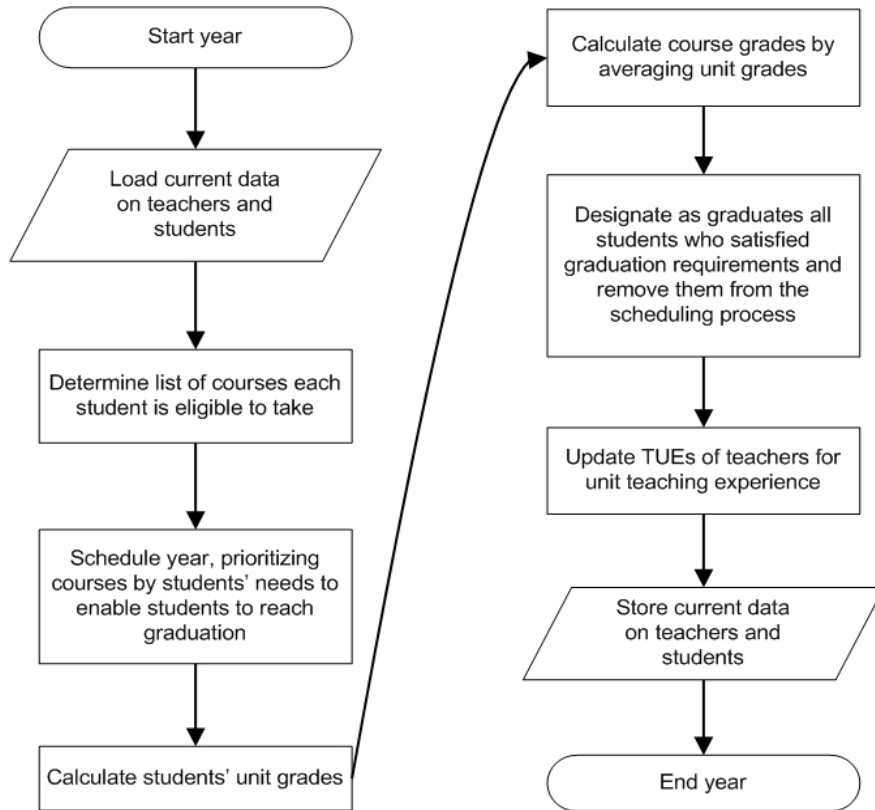 Start year
Load current data
on teachers and
students
Determine list of courses each
student is eligible to take
Schedule year, prioritizing
courses by students’ needs to
enable students to reach
graduation
Calculate students’ unit grades
Calculate course grades by
averaging unit grades
Designate as graduates all
students who satisfied
graduation requirements and
remove them from the
scheduling process
Update TUEs of teachers for
unit teaching experience
Store current data
on teachers and
students
End year